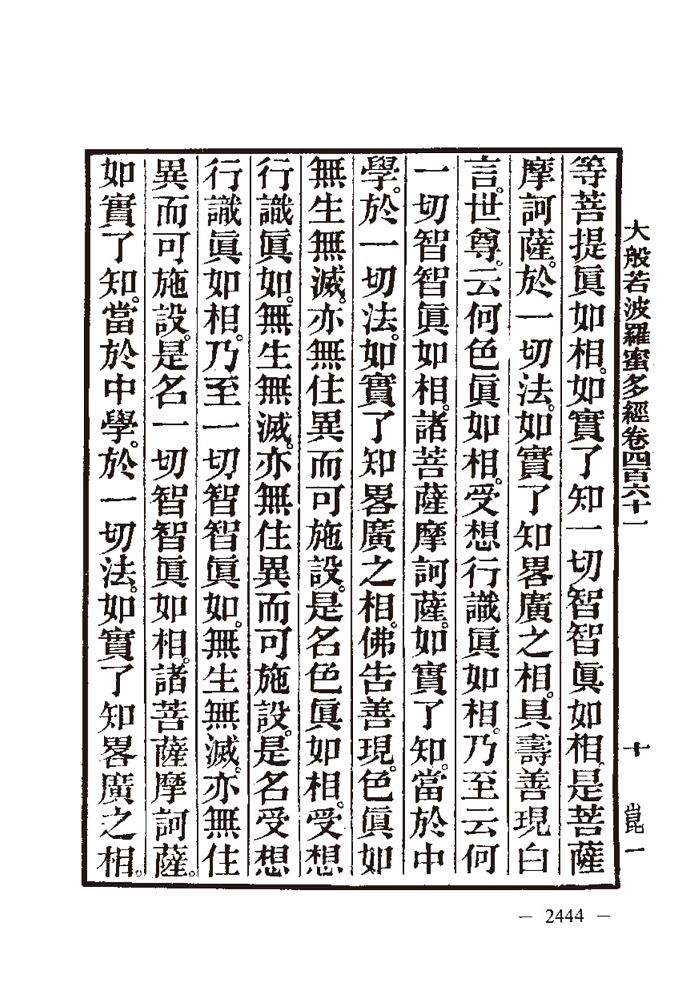 大般若波羅蜜多經卷四百六十一　十　崑一
等菩提眞如相。如實了知一切智智眞如相。是菩薩
摩訶薩。於一切法。如實了知畧廣之相。具壽善現白
言。世尊。云何色眞如相。受想行識眞如相。乃至云何
一切智智眞如相。諸菩薩摩訶薩。如實了知。當於中
學。於一切法。如實了知畧廣之相。佛告善現。色眞如
無生無滅。亦無住異而可施設。是名色眞如相。受想
行識眞如。無生無滅。亦無住異而可施設。是名受想
行識眞如相。乃至一切智智眞如。無生無滅。亦無住
異而可施設。是名一切智智眞如相。諸菩薩摩訶薩。
如實了知。當於中學。於一切法。如實了知畧廣之相。
— 2444 —